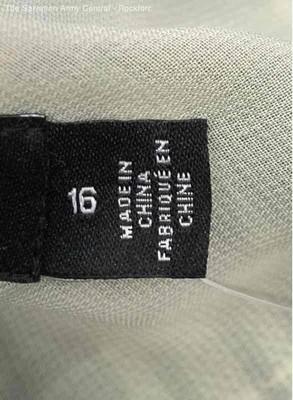 The Salvation Army Central - Rockford
16
MADE IN
CHINA
FABRIQUÉ EN
CHINE